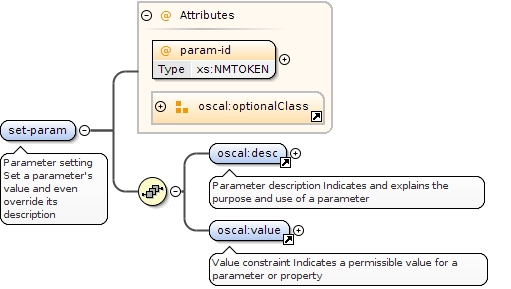 @ Attributes
@ param-id
Type xs:NMTOKEN
oscal:optionalClass
set-param
Parameter setting
Set a parameter's
value and even
override its
description
oscal:desc
Parameter description Indicates and explains the
purpose and use of a parameter
oscal:value
Value constraint Indicates a permissible value for a
parameter or property